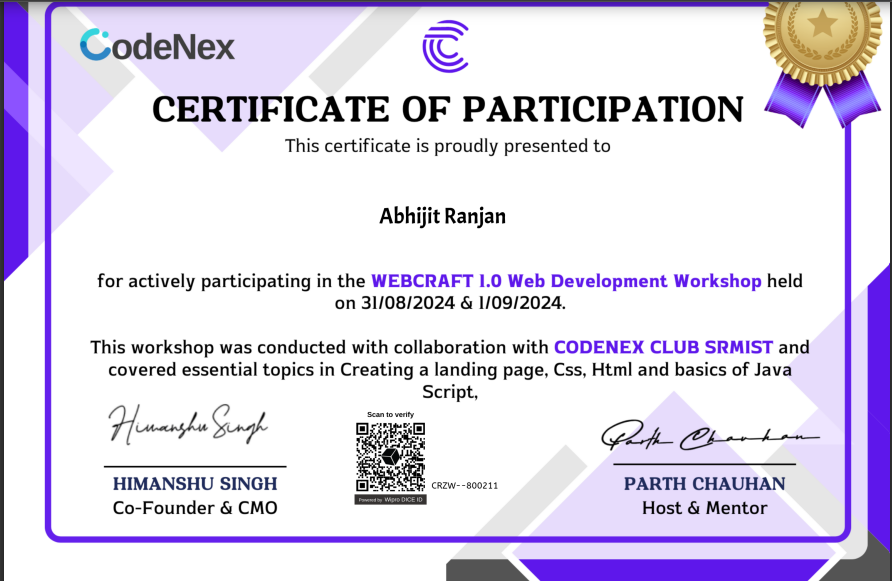 CodeNex
CERTIFICATE OF PARTICIPATION
This certificate is proudly presented to
Abhijit Ranjan
for actively participating in the WEBCRAFT 1.0 Web Development Workshop held
on 31/08/2024 & 1/09/2024.
This workshop was conducted with collaboration with CODENEX CLUB SRMIST and
covered essential topics in Creating a landing page, Css, Html and basics of Java
Script,
Himanshu Singh
Scan to verify
Parth Chauhan
CRZW--800211
Powered by Wipro DICE ID
HIMANSHU SINGH
Co-Founder & CMO
PARTH CHAUHAN
Host & Mentor